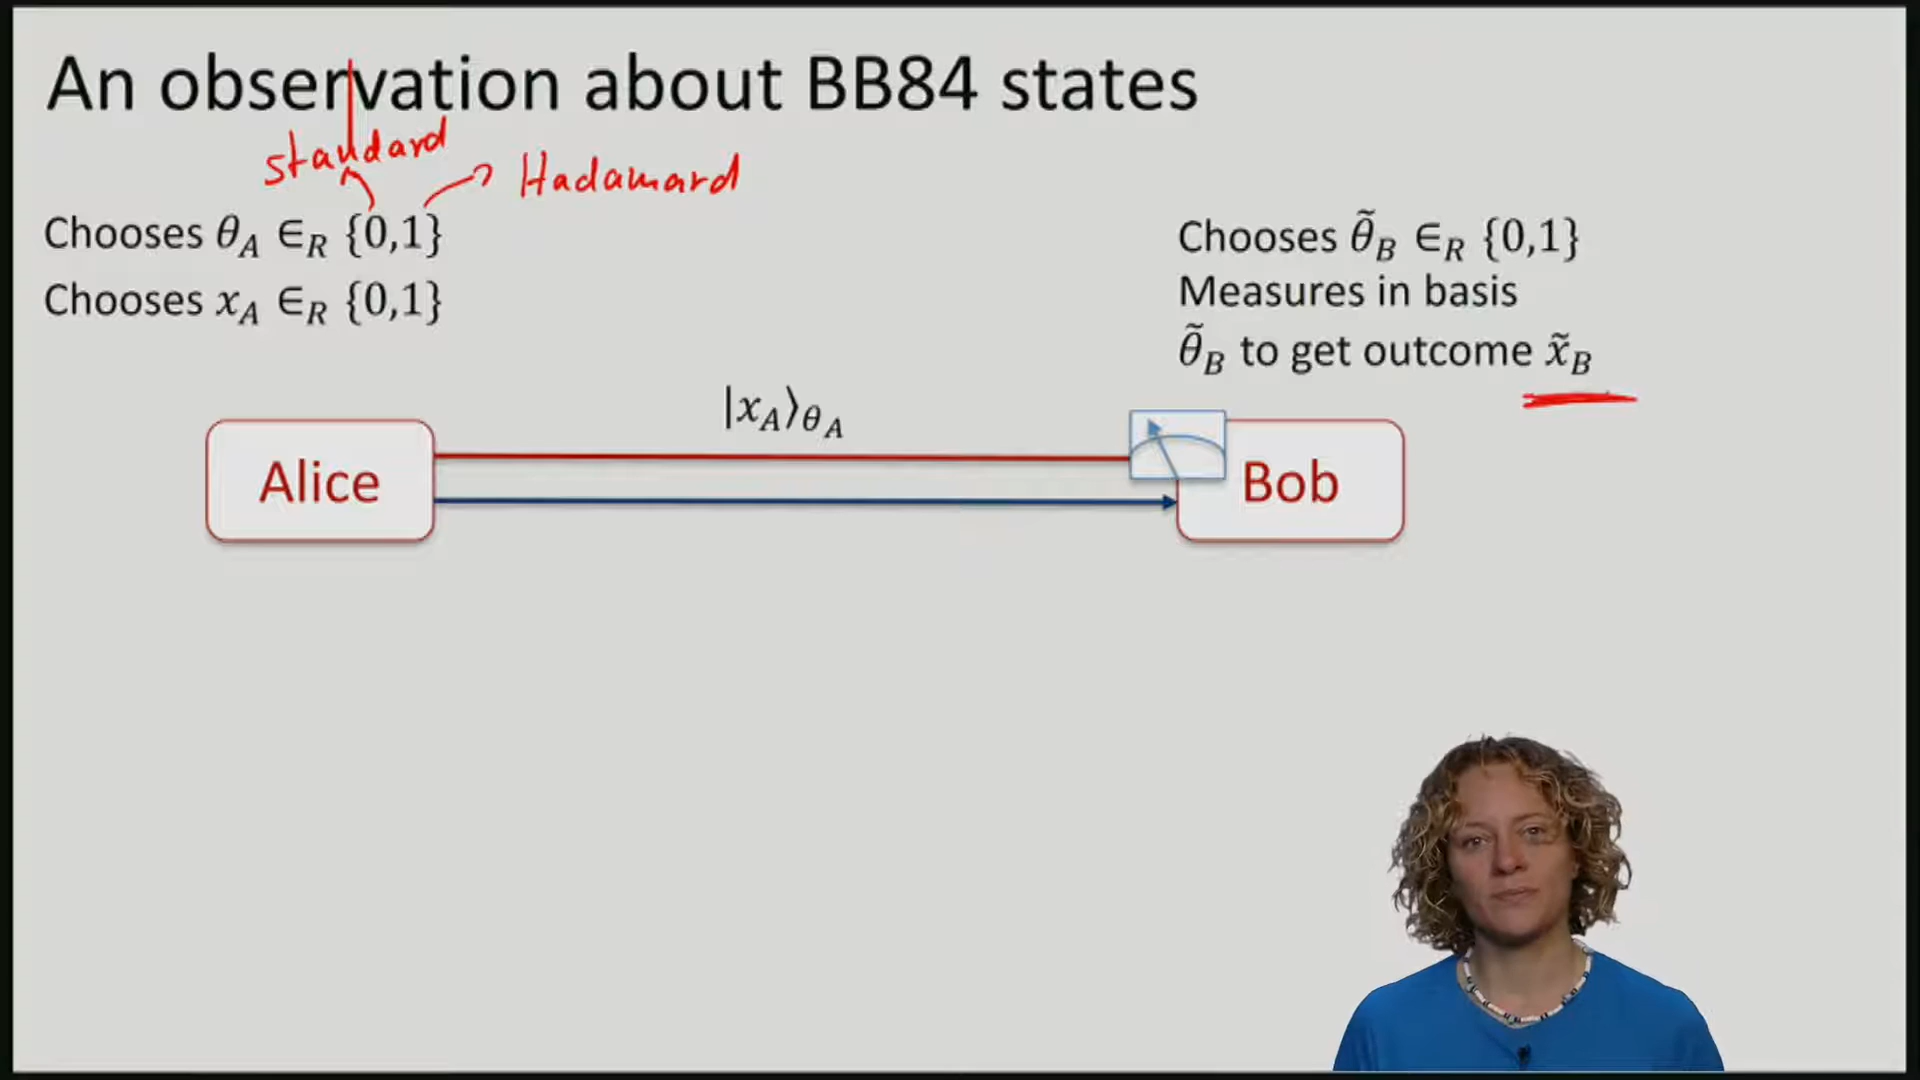 An observation about BB84 states
standard
Hadamard
Chooses θ_A ∈_R {0,1}
Chooses x_A ∈_R {0,1}
Chooses θ̃_B ∈_R {0,1}
Measures in basis
θ̃_B to get outcome x̃_B
|x_A⟩_θ_A
Alice
Bob